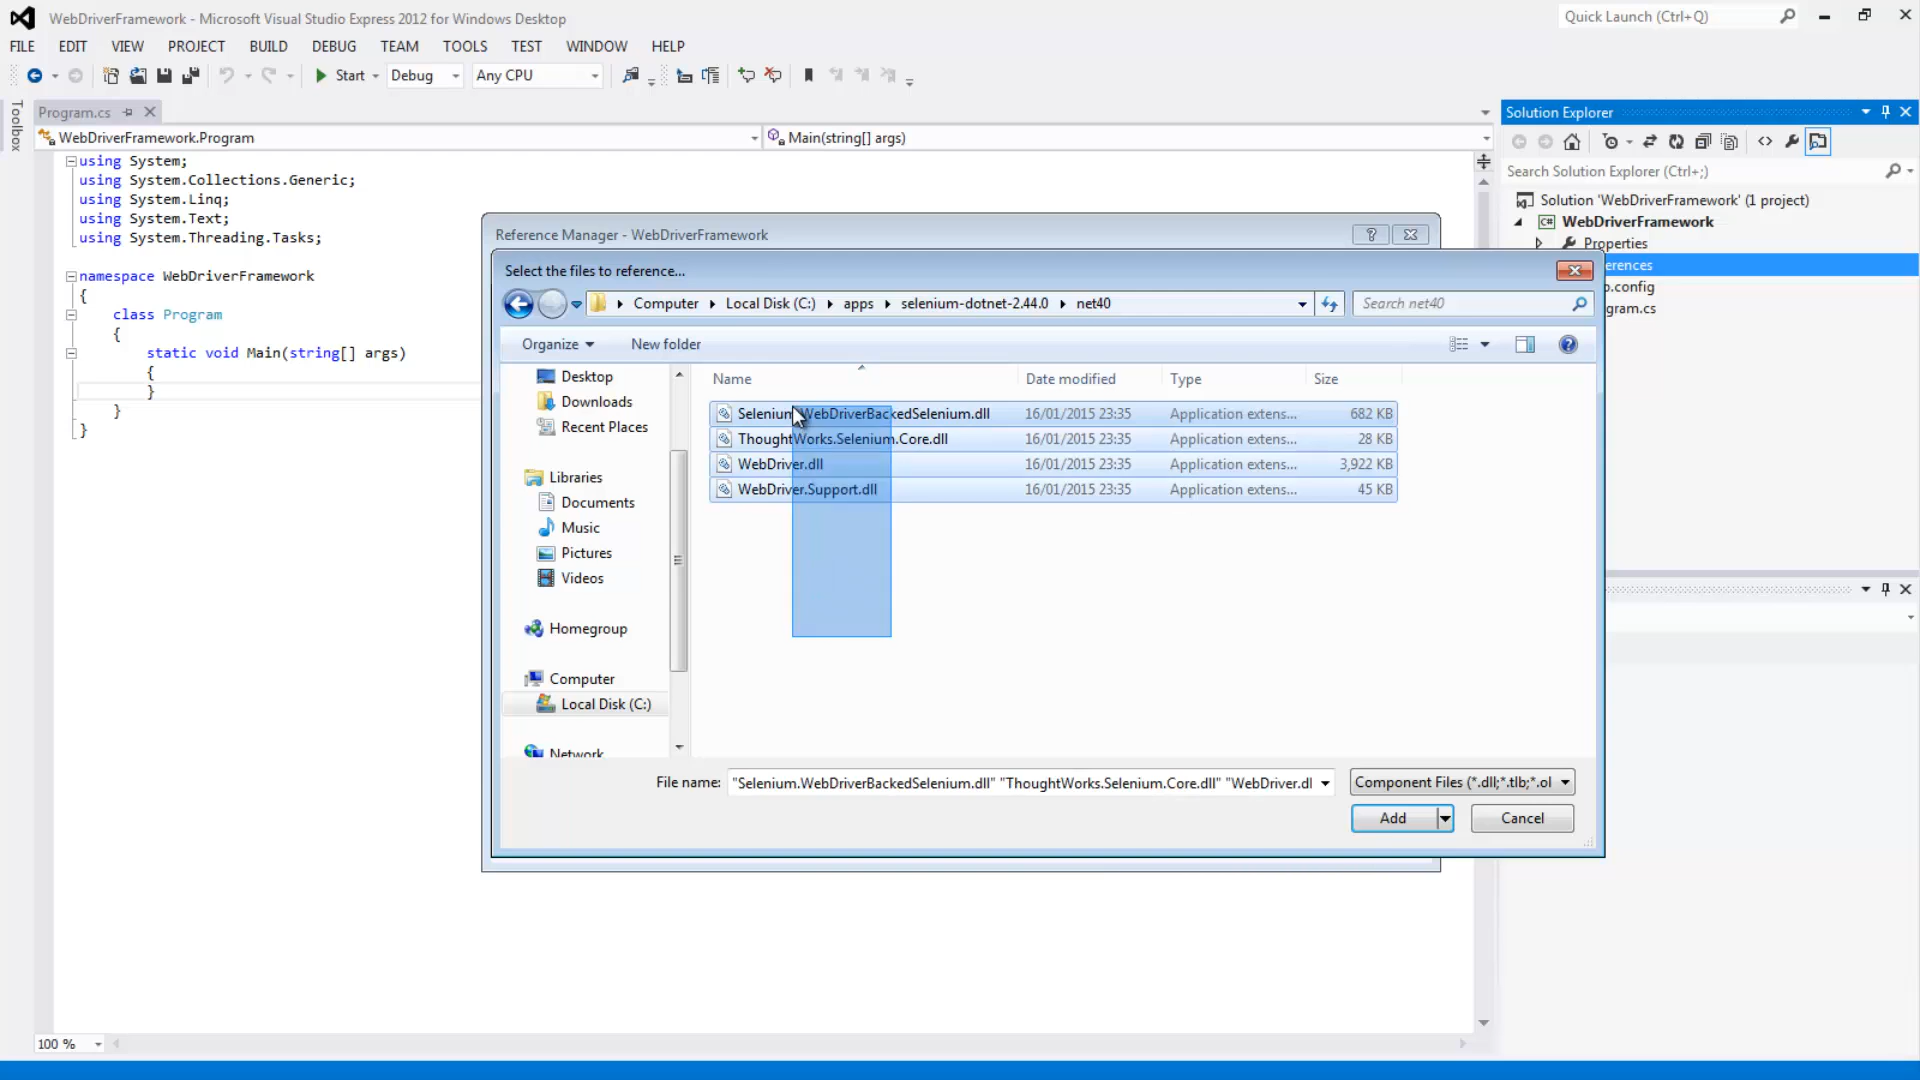 WebDriverFramework - Microsoft Visual Studio Express 2012 for Windows Desktop
Quick Launch (Ctrl+Q)
FILE EDIT VIEW PROJECT BUILD DEBUG TEAM TOOLS TEST WINDOW HELP
Start Debug Any CPU
Toolbox
Program.cs
WebDriverFramework.Program
Main(string[] args)
using System;
using System.Collections.Generic;
using System.Linq;
using System.Text;
using System.Threading.Tasks;
namespace WebDriverFramework
{
class Program
{
static void Main(string[] args)
{
}
}
}
100 %
Solution Explorer
Search Solution Explorer (Ctrl+;)
Solution 'WebDriverFramework' (1 project)
C# WebDriverFramework
Properties
erences
o.config
gram.cs
Reference Manager - WebDriverFramework
Select the files to reference...
Computer Local Disk (C:) apps selenium-dotnet-2.44.0 net40
Search net40
Organize New folder
Desktop
Downloads
Recent Places
Libraries
Documents
Music
Pictures
Videos
Homegroup
Computer
Local Disk (C:)
Network
Name Date modified Type Size
Selenium.WebDriverBackedSelenium.dll 16/01/2015 23:35 Application extens... 682 KB
ThoughtWorks.Selenium.Core.dll 16/01/2015 23:35 Application extens... 28 KB
WebDriver.dll 16/01/2015 23:35 Application extens... 3,922 KB
WebDriver.Support.dll 16/01/2015 23:35 Application extens... 45 KB
File name: "Selenium.WebDriverBackedSelenium.dll" "ThoughtWorks.Selenium.Core.dll" "WebDriver.dl
Component Files (*.dll;*.tlb;*.ol
Add Cancel